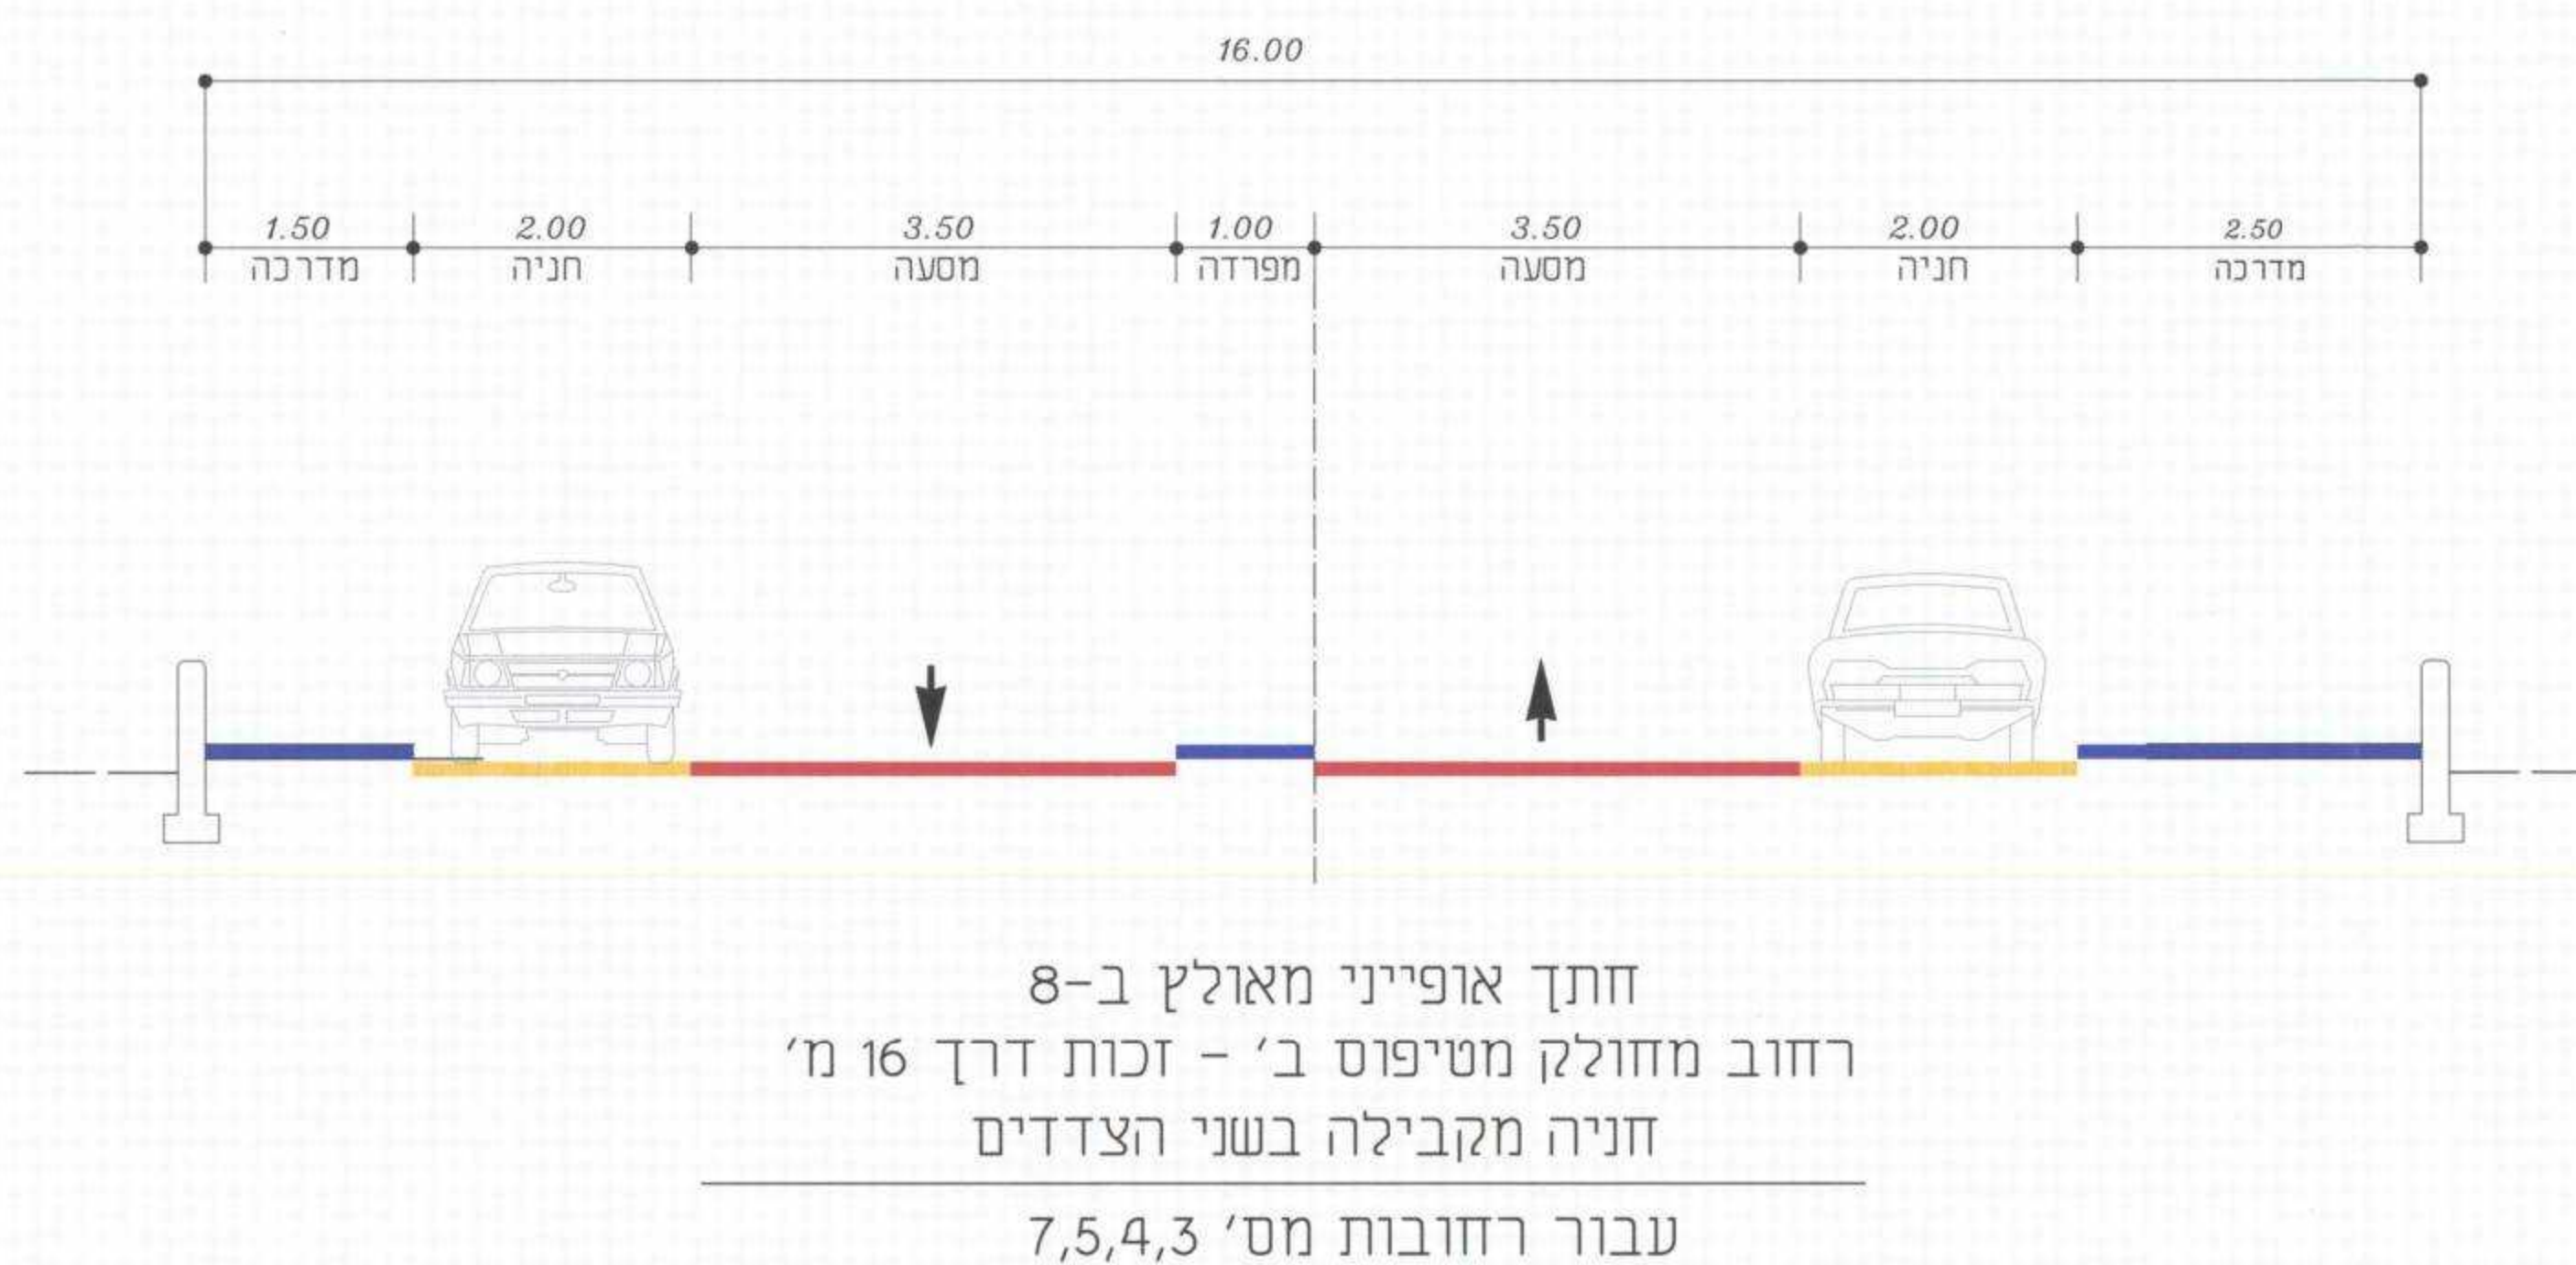 16.00
1.50 2.00 3.50 1.00 3.50 2.00 2.50
מדרכה חניה מסעה מפרדה מסעה חניה מדרכה
חתך אופייני מאולץ ב-8
רחוב מחולק מטיפוס ב' - זכות דרך 16 מ'
חניה מקבילה בשני הצדדים
עבור רחובות מס' 7,5,4,3